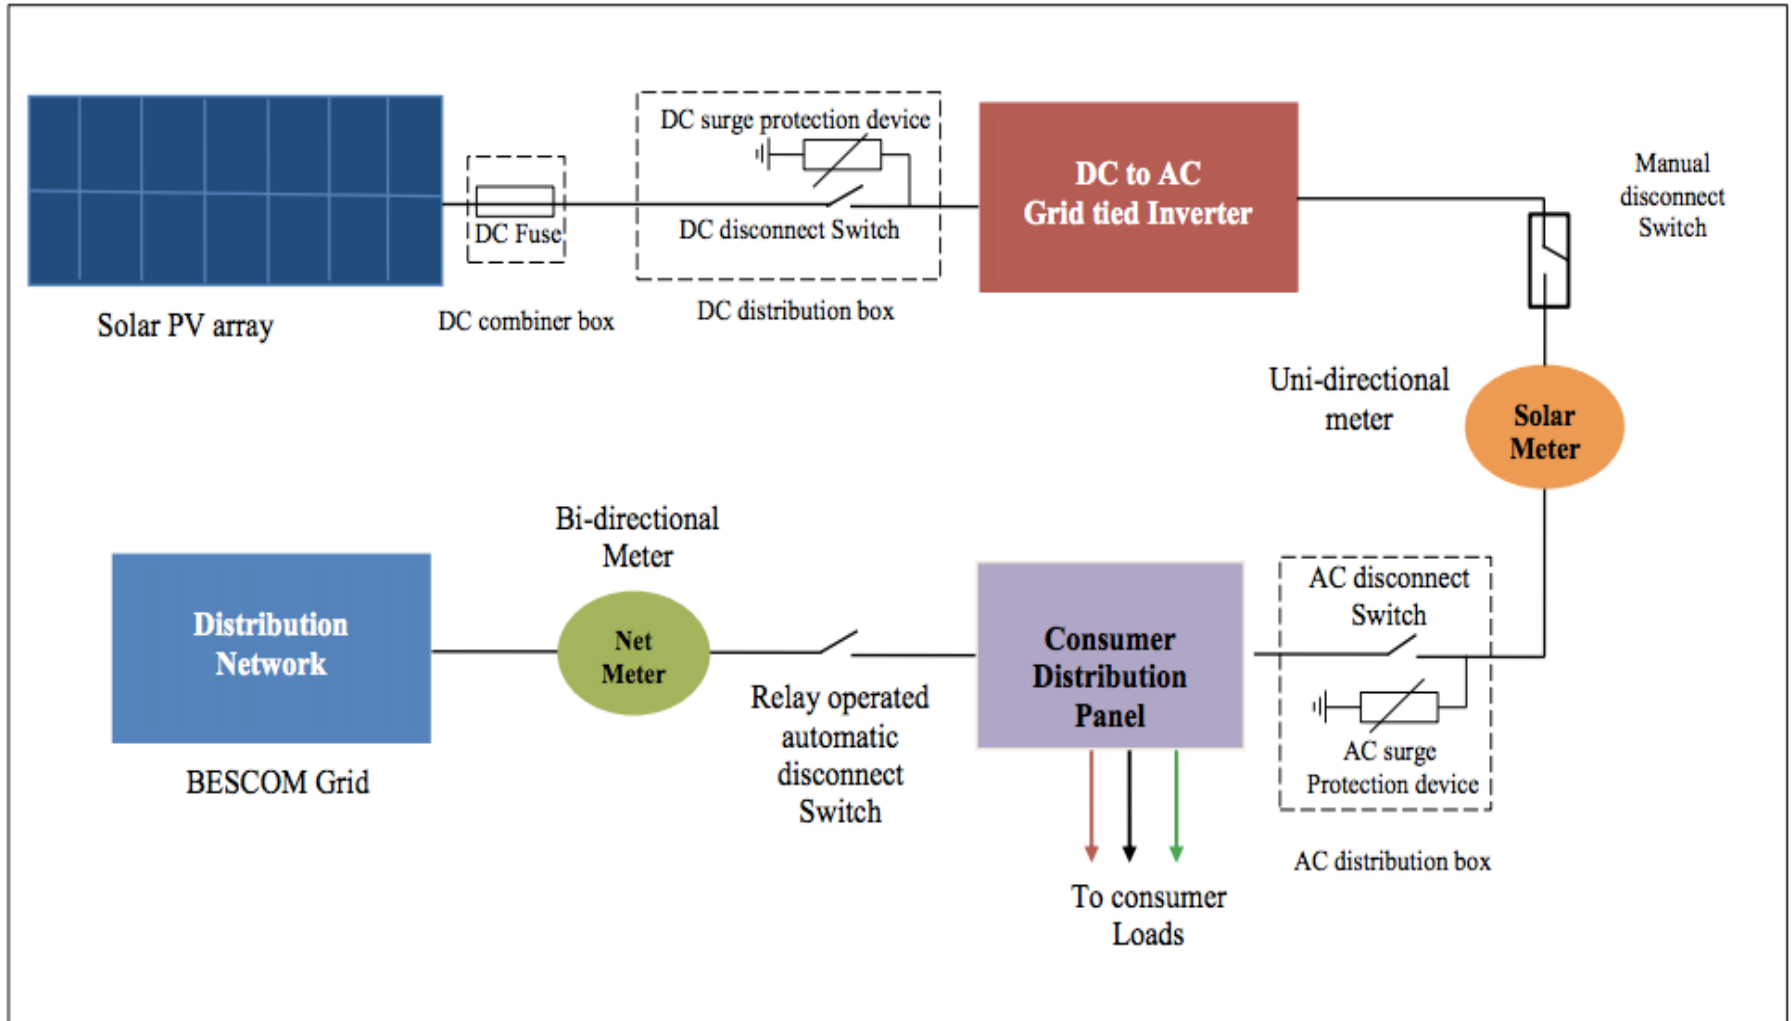 DC surge protection device
DC Fuse
DC disconnect Switch
Solar PV array
DC combiner box
DC distribution box
DC to AC
Grid tied Inverter
Manual
disconnect
Switch
Uni-directional
meter
Solar
Meter
Bi-directional
Meter
Distribution
Network
BESCOM Grid
Net
Meter
Relay operated
automatic
disconnect
Switch
Consumer
Distribution
Panel
To consumer
Loads
AC disconnect
Switch
AC surge
Protection device
AC distribution box